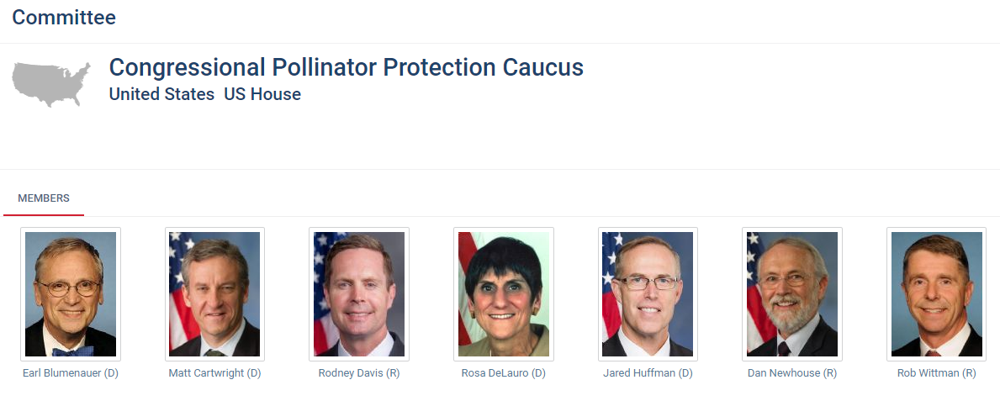 Committee
Congressional Pollinator Protection Caucus
United States US House
MEMBERS
Earl Blumenauer (D)
Matt Cartwright (D)
Rodney Davis (R)
Rosa DeLauro (D)
Jared Huffman (D)
Dan Newhouse (R)
Rob Wittman (R)